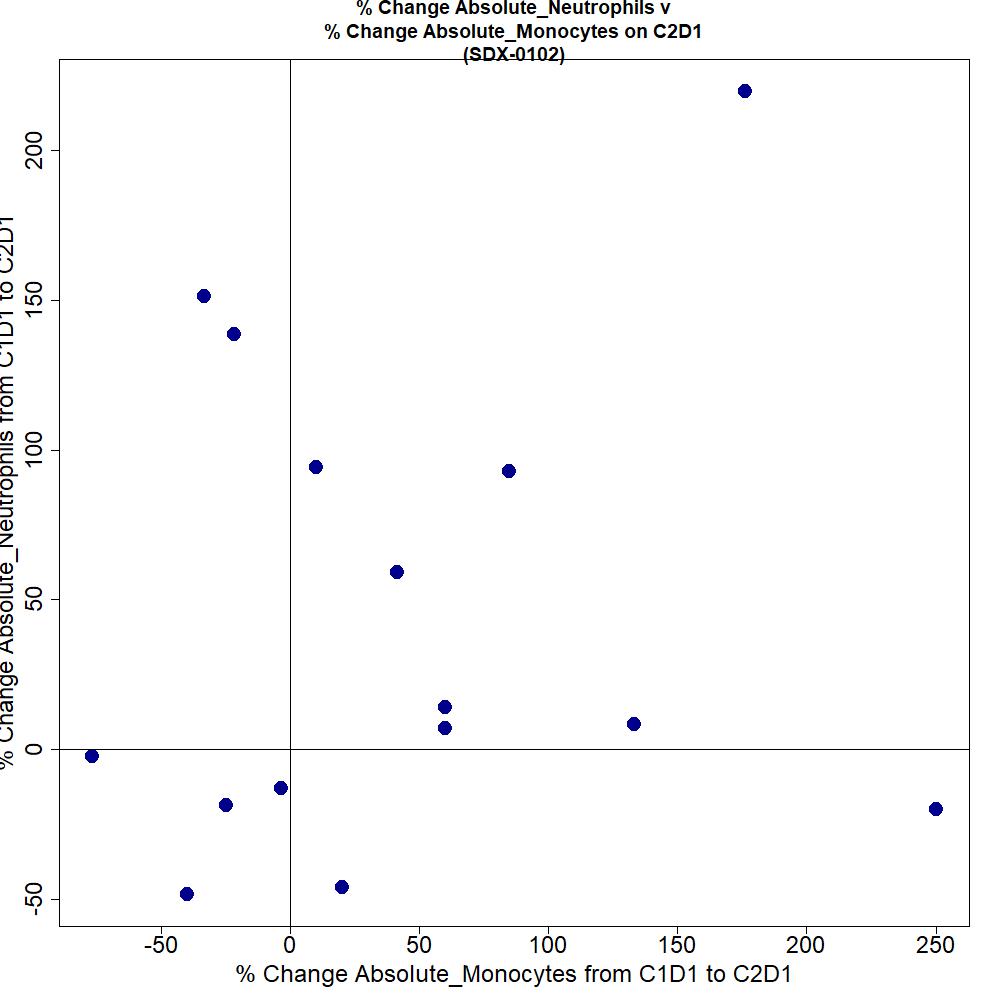 % Change Absolute_Neutrophils v
% Change Absolute_Monocytes on C2D1
(SDX-0102)
% Change Absolute_Neutrophils from C1D1 to C2D1
200
150
100
50
0
-50
-50 0 50 100 150 200 250
% Change Absolute_Monocytes from C1D1 to C2D1